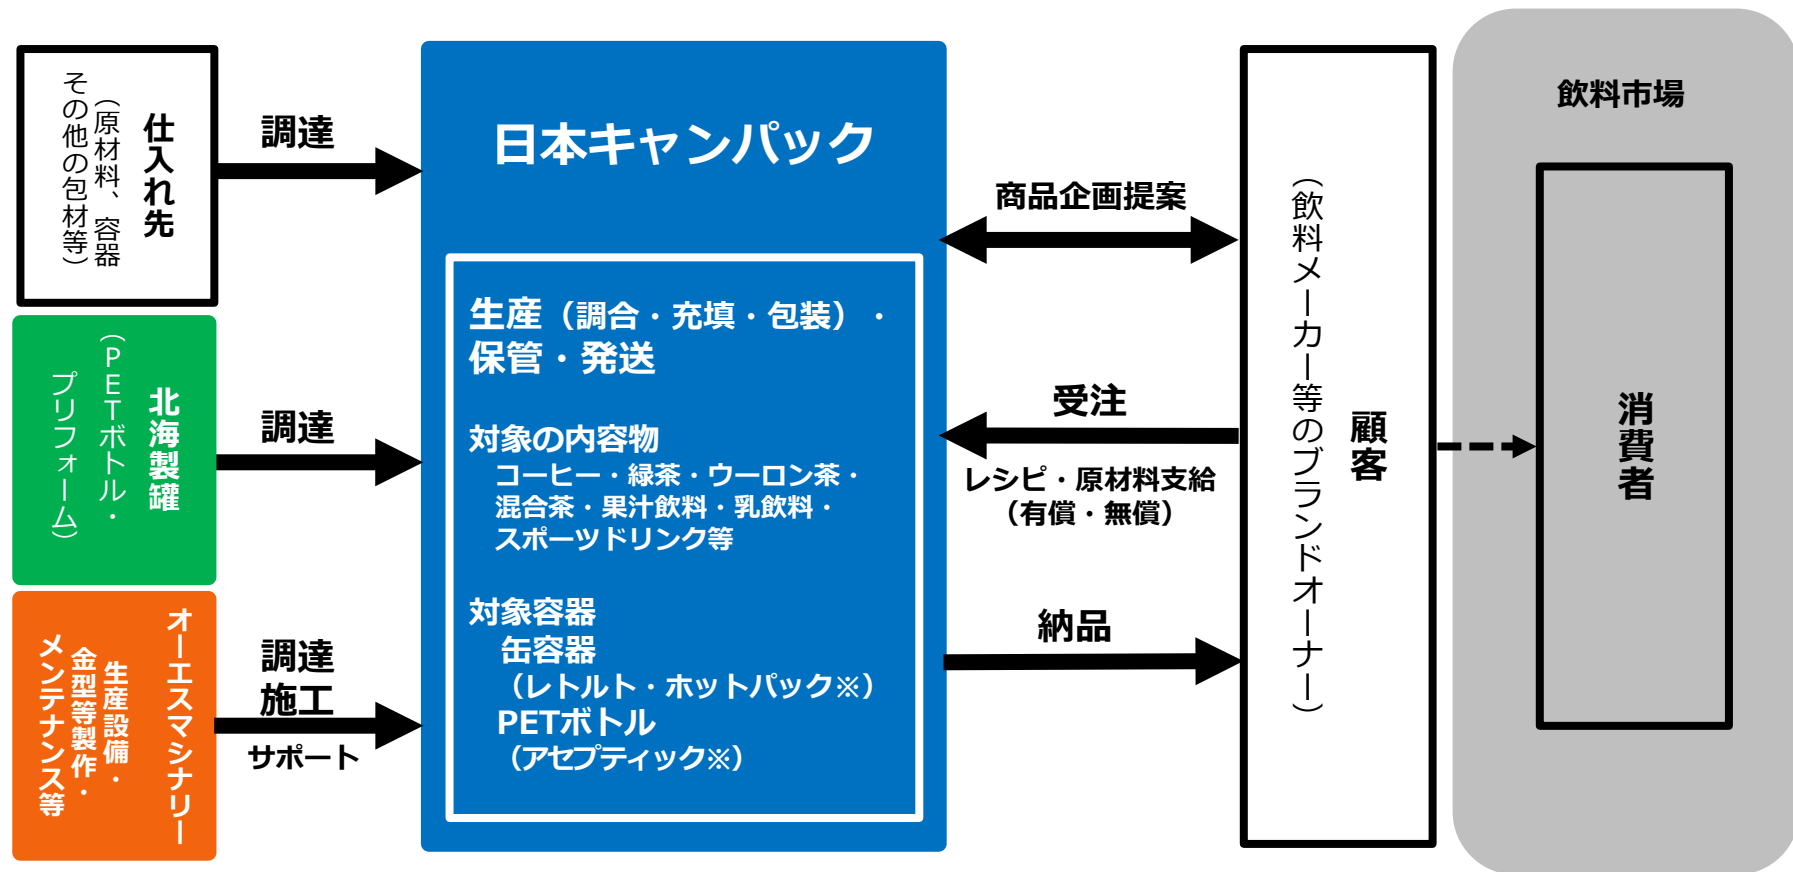 仕入れ先
（原材料、容器
その他の包材等）
調達
北海製罐
（PETボトル・
プリフォーム）
調達
オーエスマシナリー
生産設備・
金型等製作・
メンテナンス等
調達
施工
サポート
日本キャンパック
生産（調合・充填・包装）・
保管・発送
対象の内容物
コーヒー・緑茶・ウーロン茶・
混合茶・果汁飲料・乳飲料・
スポーツドリンク等
対象容器
缶容器
（レトルト・ホットパック※）
PETボトル
（アセプティック※）
商品企画提案
受注
レシピ・原材料支給
（有償・無償）
納品
顧客
（飲料メーカー等のブランドオーナー）
飲料市場
消費者